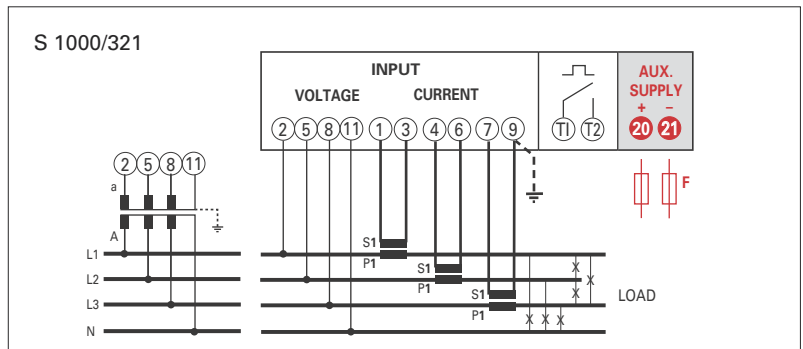 S 1000/321
INPUT
VOLTAGE CURRENT
AUX.
SUPPLY
+ −
2 5 8 11 1 3 4 6 7 9 T1 T2 20 21
F
2 5 8 11
a
A
S1
P1
L1
S1
P1
L2
S1
P1
L3
N
LOAD